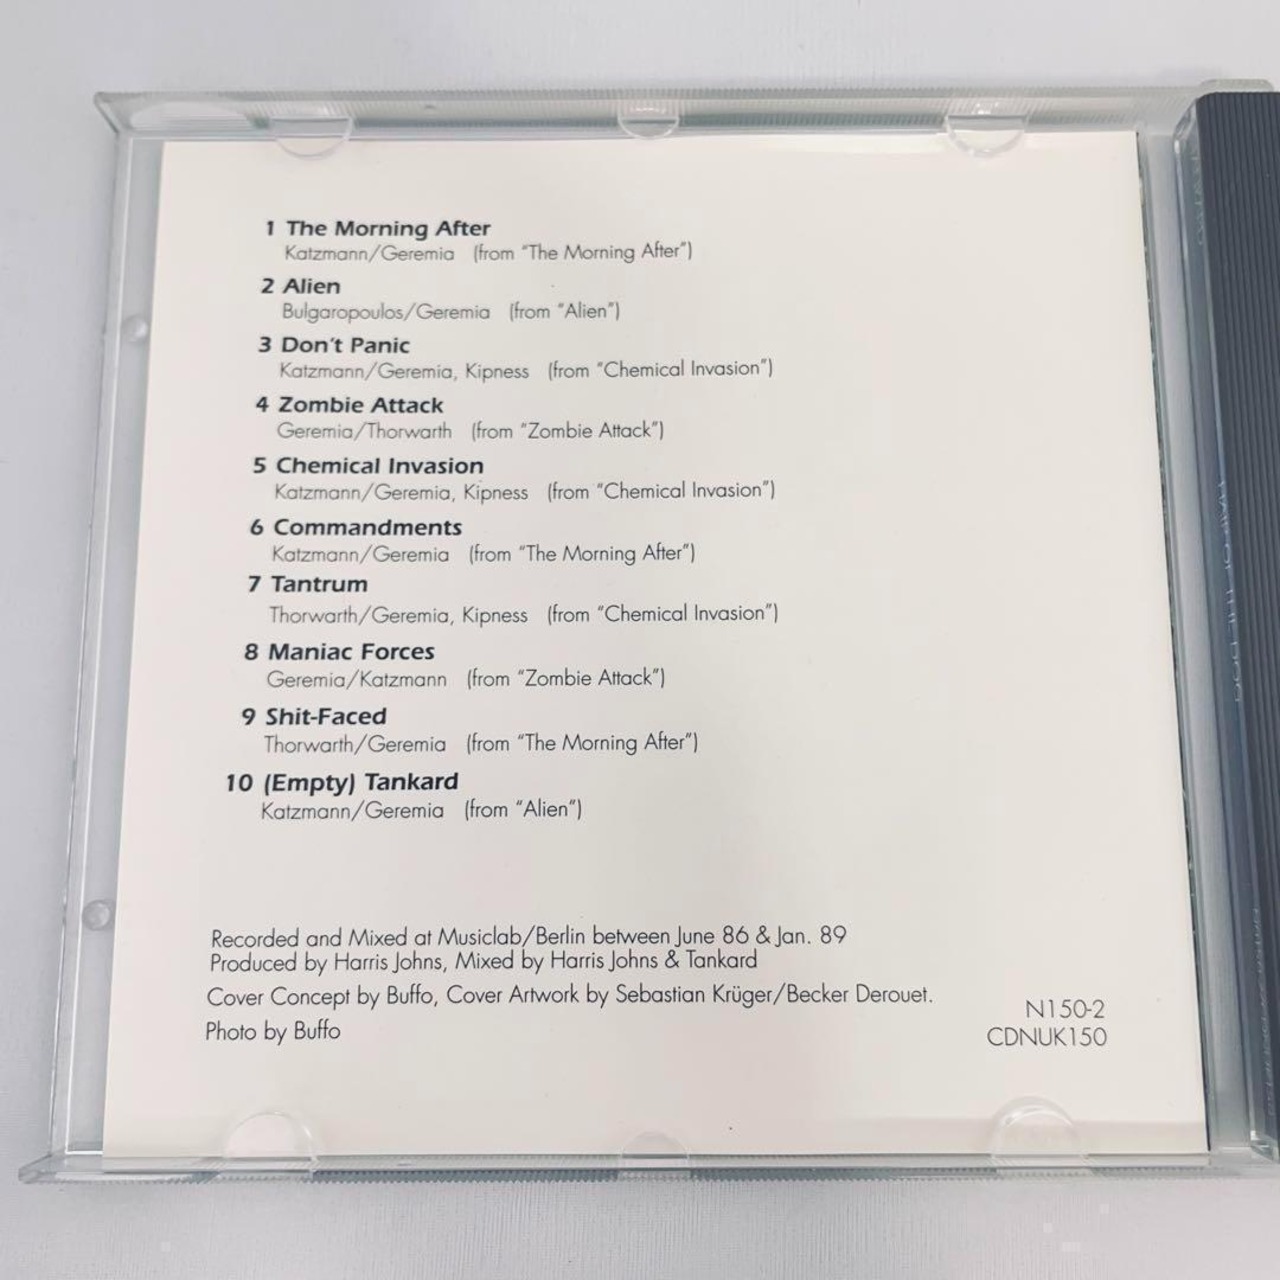 1 The Morning After
Katzmann/Geremia (from "The Morning After")
2 Alien
Bulgaropoulos/Geremia (from "Alien")
3 Don't Panic
Katzmann/Geremia, Kipness (from "Chemical Invasion")
4 Zombie Attack
Geremia/Thorwarth (from "Zombie Attack")
5 Chemical Invasion
Katzmann/Geremia, Kipness (from "Chemical Invasion")
6 Commandments
Katzmann/Geremia (from "The Morning After")
7 Tantrum
Thorwarth/Geremia, Kipness (from "Chemical Invasion")
8 Maniac Forces
Geremia/Katzmann (from "Zombie Attack")
9 Shit-Faced
Thorwarth/Geremia (from "The Morning After")
10 (Empty) Tankard
Katzmann/Geremia (from "Alien")
Recorded and Mixed at Musiclab/Berlin between June 86 & Jan. 89
Produced by Harris Johns, Mixed by Harris Johns & Tankard
Cover Concept by Buffo, Cover Artwork by Sebastian Krüger/Becker Derouet.
Photo by Buffo
N150-2
CDNUK150